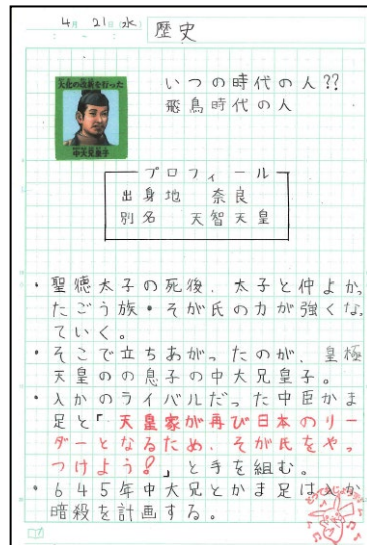 4月21日(水) 歴史
大化の改新を行った
中大兄皇子
いつの時代の人??
飛鳥時代の人
プロフィール
出身地 奈良
別名 天智天皇
・聖徳太子の死後、太子と仲よか
たごう族・そが氏の力が強くな
ていく。
・そこで立ちあがったのが、皇極
天皇のの息子の中大兄皇子。
・入かのライバルだった中臣かま
足と「天皇家が再び日本のリー
ダーとなるため、そが氏をやっ
つけよう!」と手を組む。
・645年中大兄とかま足は入か
暗殺を計画する。